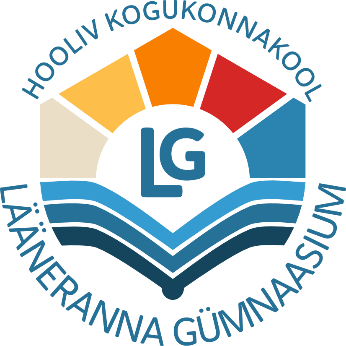 HOOLIV KOGUKONNAKOOL
LG
LÄÄNERANNA GÜMNAASIUM